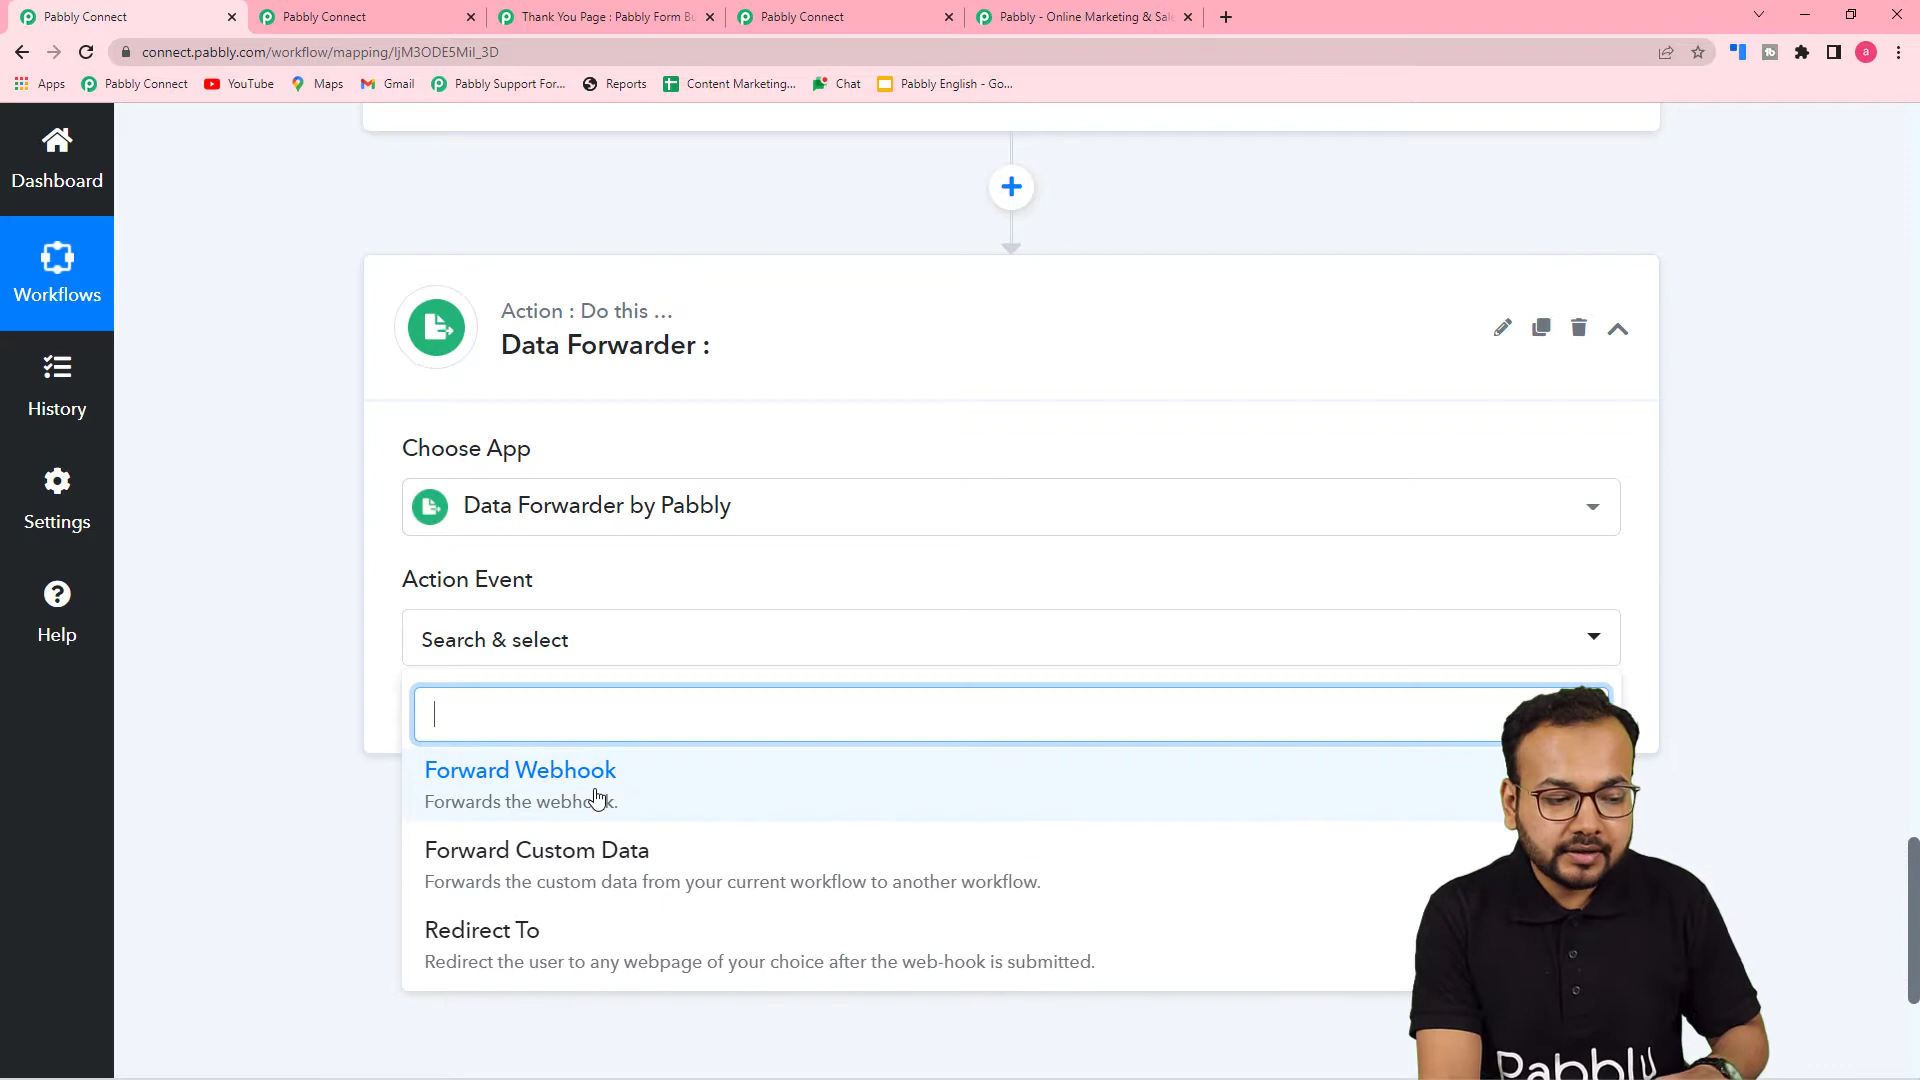 Pabbly Connect
Pabbly Connect
Thank You Page : Pabbly Form Bu
Pabbly Connect
Pabbly - Online Marketing & Sal
connect.pabbly.com/workflow/mapping/IjM3ODE5MiI_3D
a
Apps
Pabbly Connect
YouTube
Maps
Gmail
Pabbly Support For...
Reports
Content Marketing...
Chat
Pabbly English - Go...
Dashboard
Workflows
History
Settings
Help
Action : Do this ...
Data Forwarder :
Choose App
Data Forwarder by Pabbly
Action Event
Search & select
Forward Webhook
Forwards the webhook.
Forward Custom Data
Forwards the custom data from your current workflow to another workflow.
Redirect To
Redirect the user to any webpage of your choice after the web-hook is submitted.
Pabbly